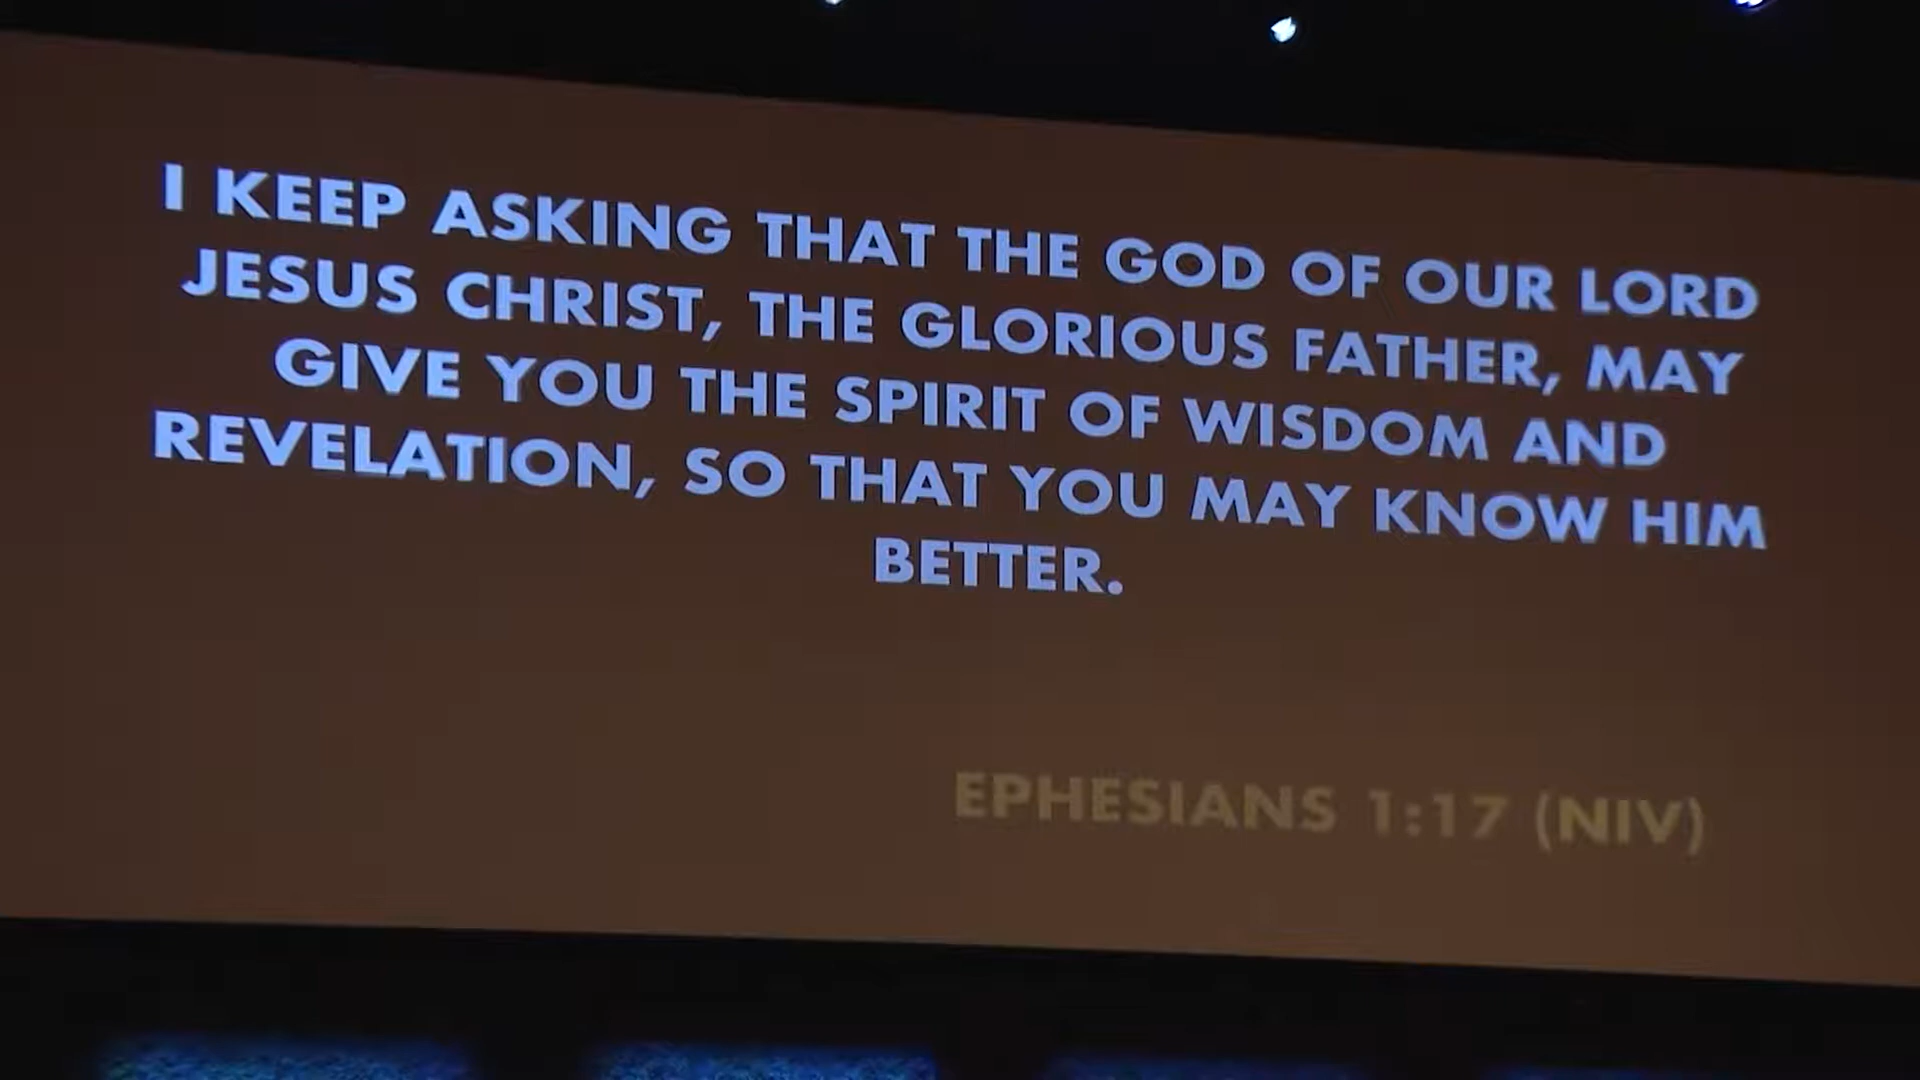 I KEEP ASKING THAT THE GOD OF OUR LORD
JESUS CHRIST, THE GLORIOUS FATHER, MAY
GIVE YOU THE SPIRIT OF WISDOM AND
REVELATION, SO THAT YOU MAY KNOW HIM
BETTER.
EPHESIANS 1:17 (NIV)